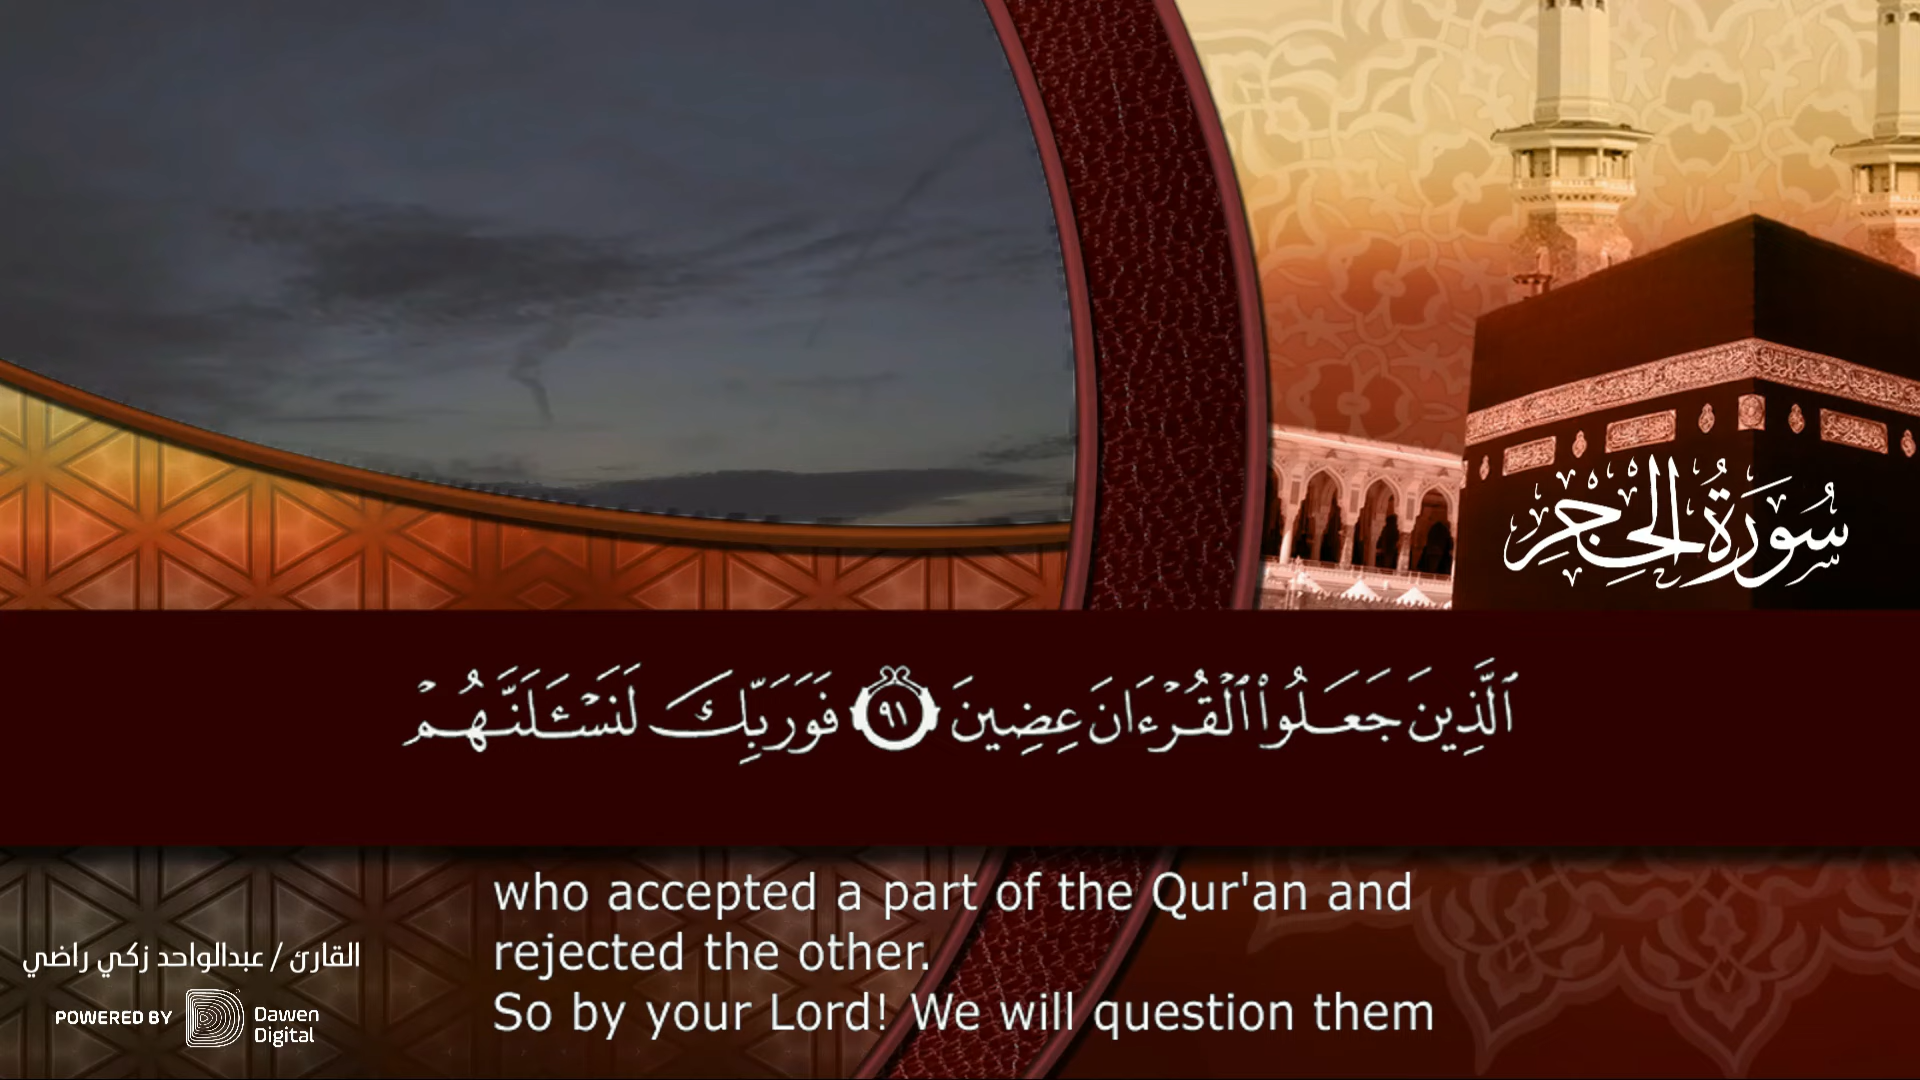 سُورَةُ الحِجْرِ
ٱلَّذِينَ جَعَلُوا۟ ٱلْقُرْءَانَ عِضِينَ ٩١ فَوَرَبِّكَ لَنَسْـَٔلَنَّهُمْ
who accepted a part of the Qur'an and
rejected the other.
So by your Lord! We will question them
القارئ / عبدالواحد زكي راضي
POWERED BY Dawen
Digital